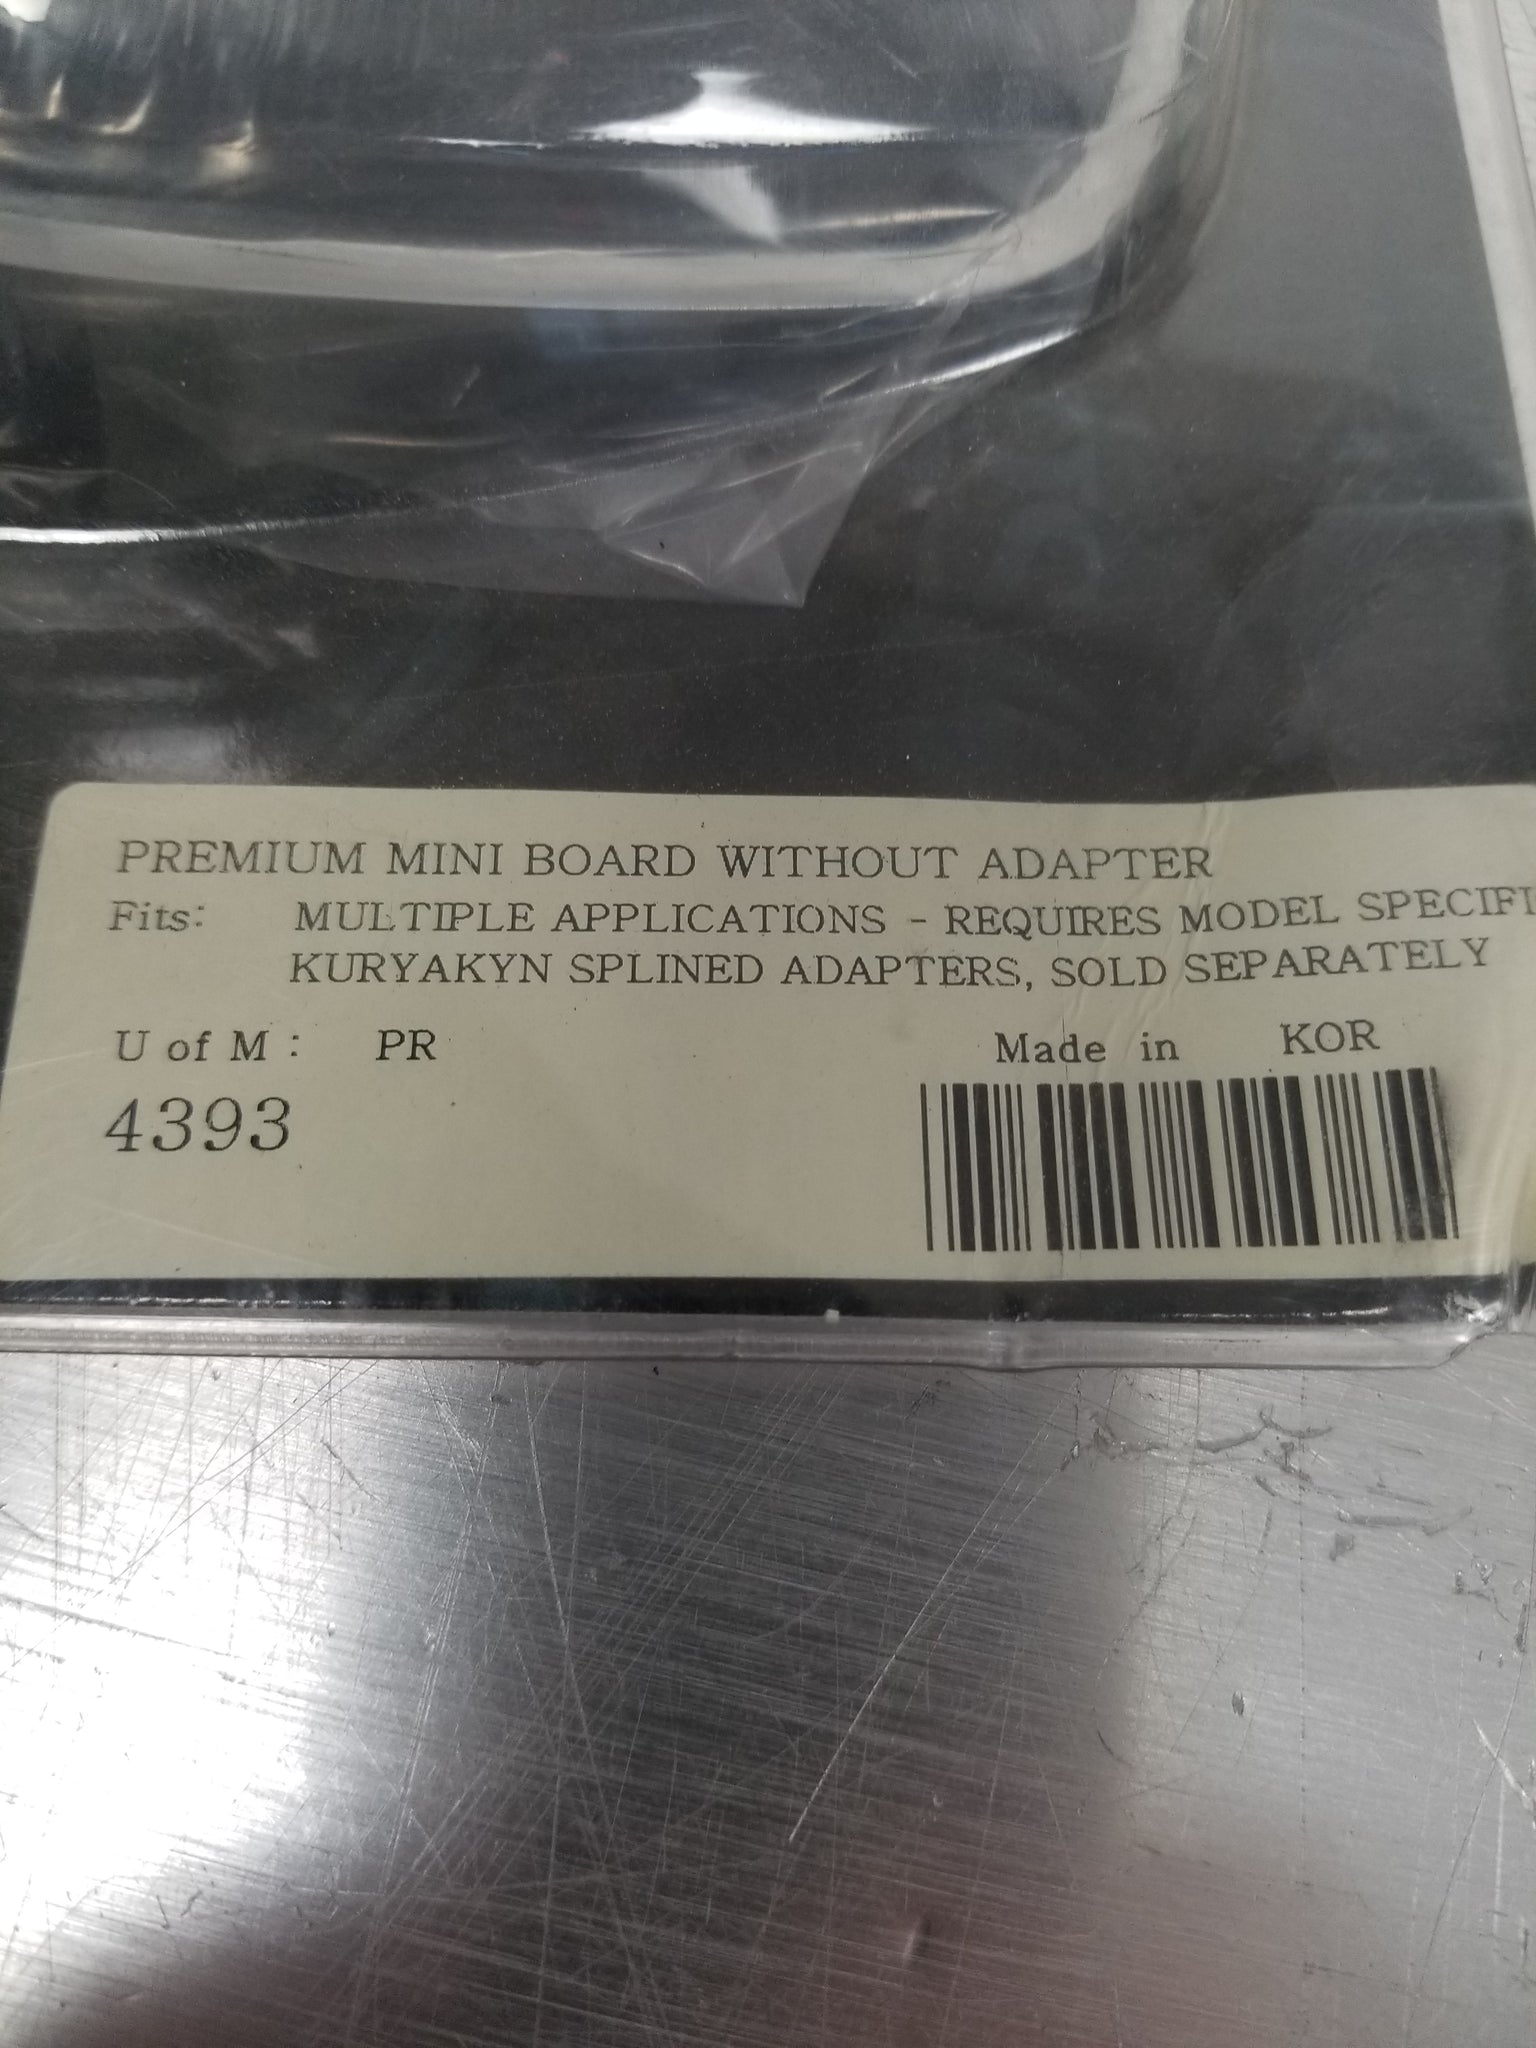 PREMIUM MINI BOARD WITHOUT ADAPTER
Fits: MULTIPLE APPLICATIONS - REQUIRES MODEL SPECIFI
KURYAKYN SPLINED ADAPTERS, SOLD SEPARATELY
U of M : PR Made in KOR
4393